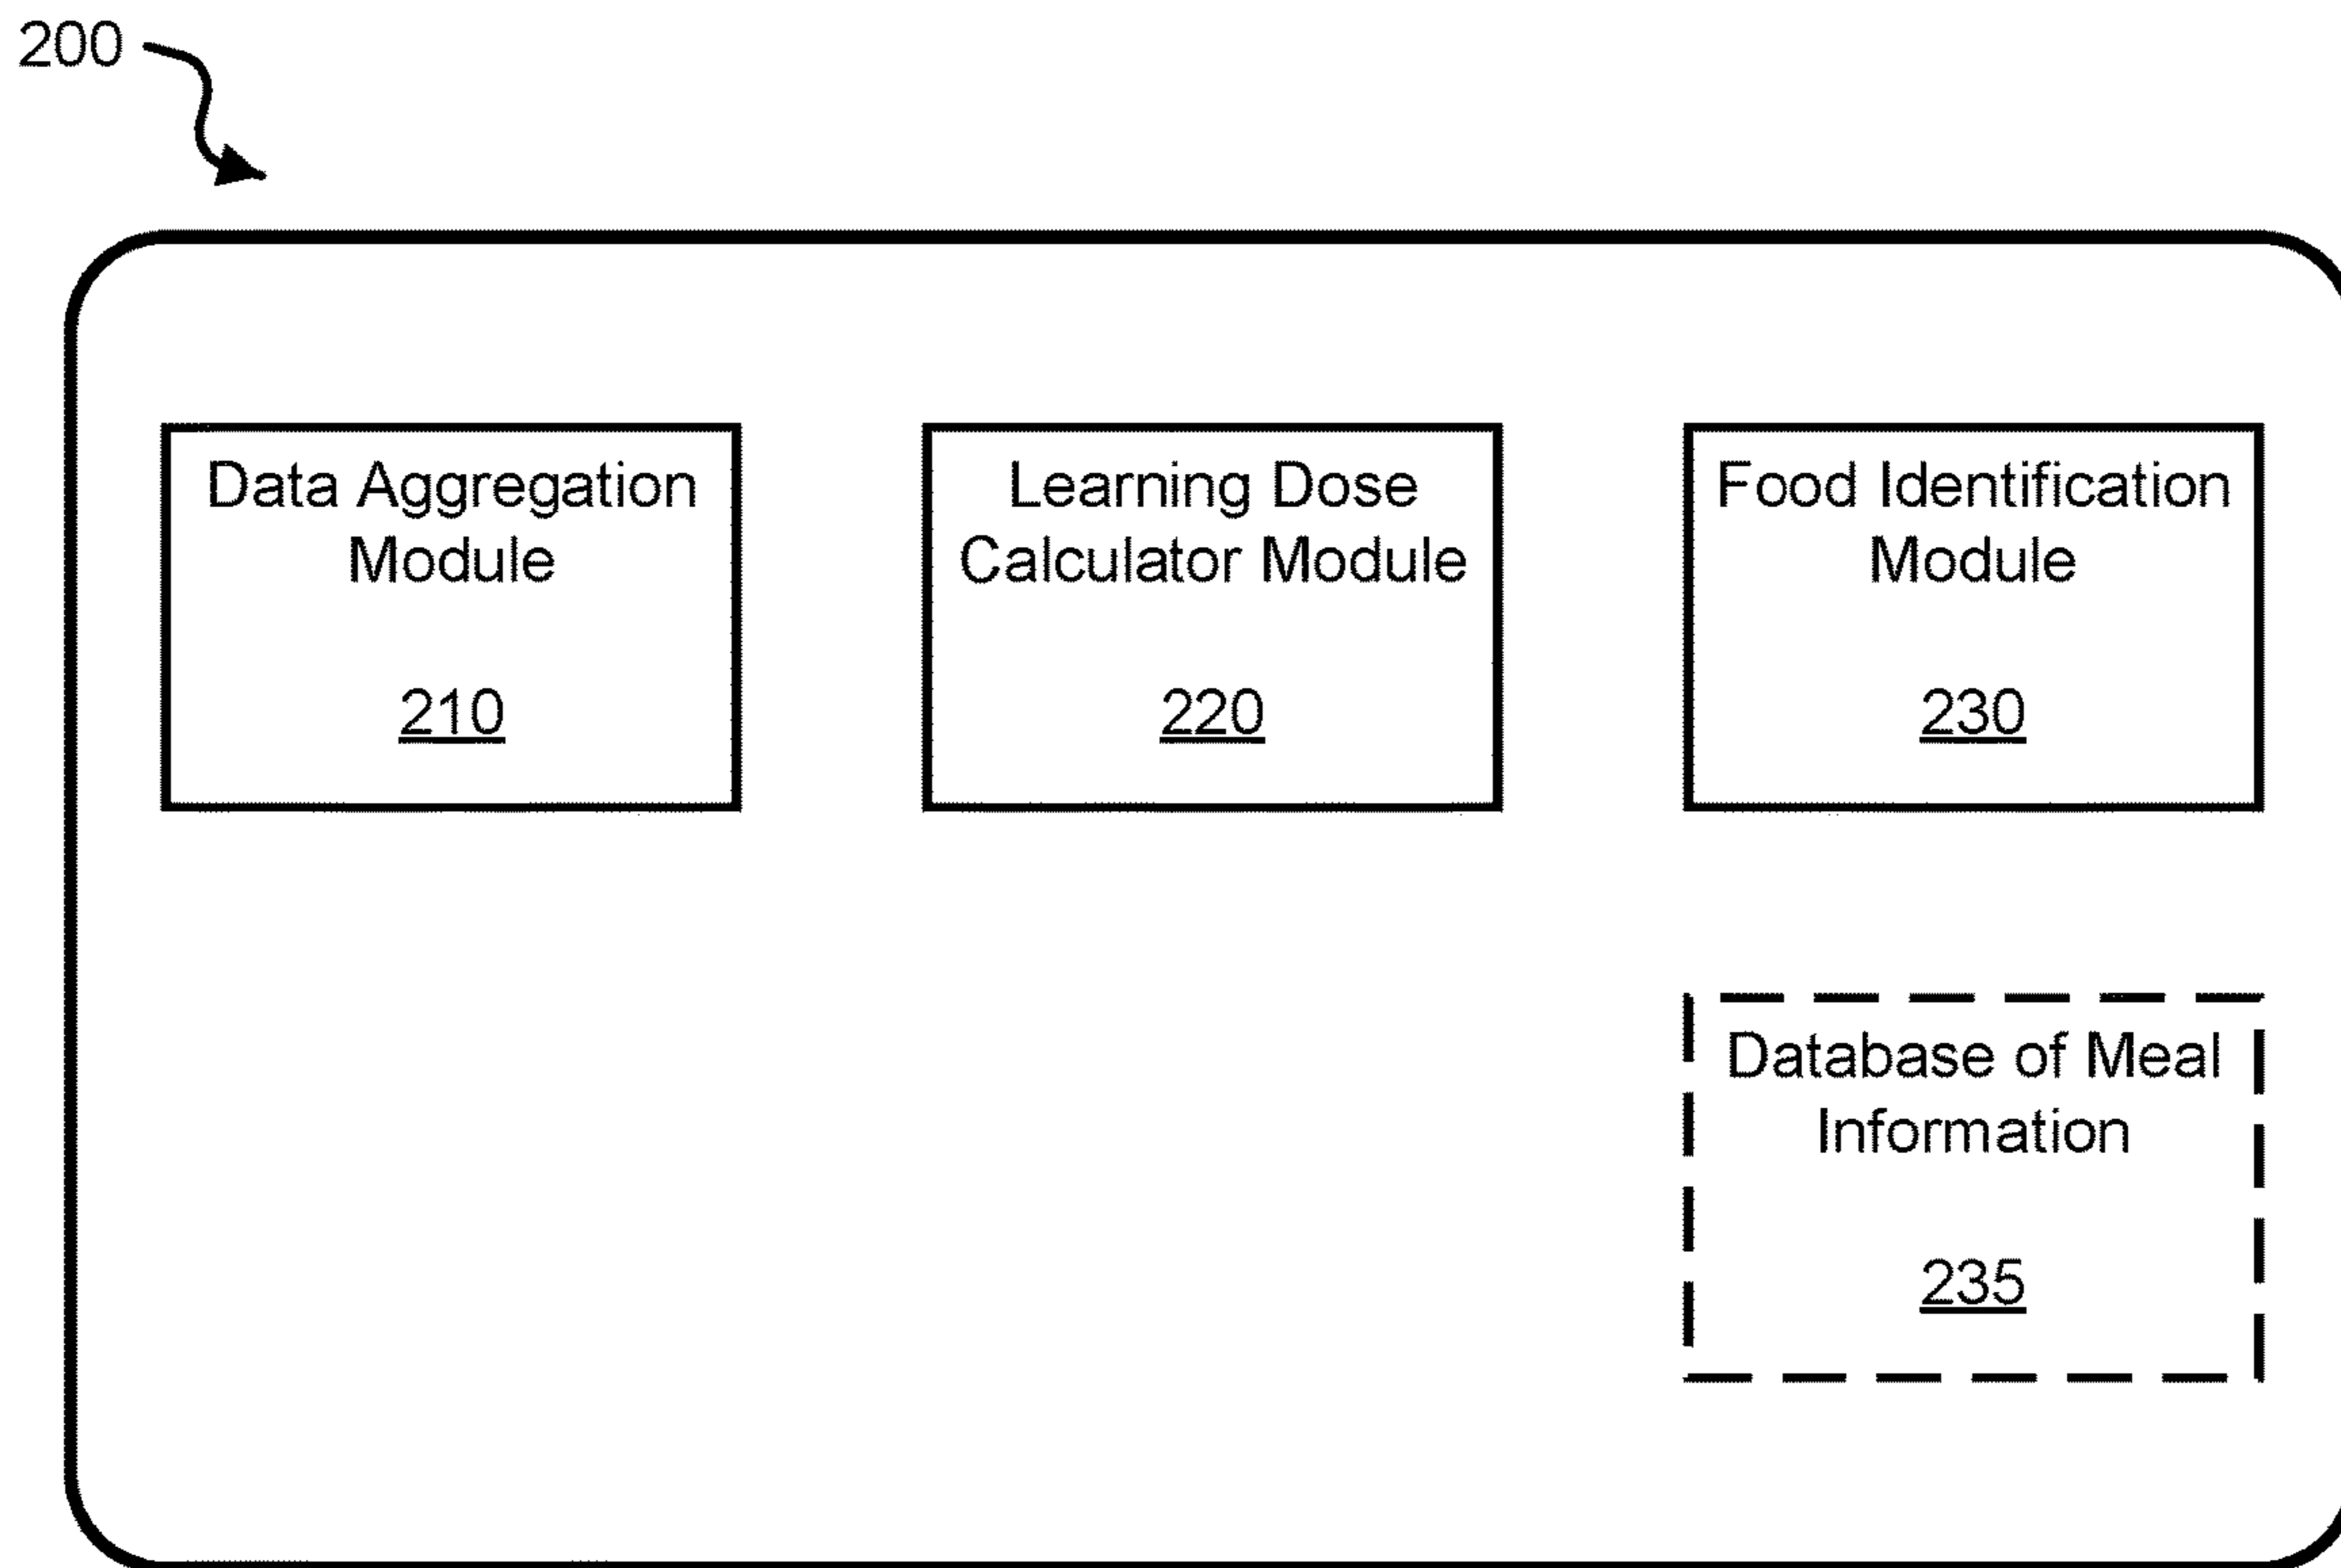 200
Data Aggregation
Module
210
Learning Dose
Calculator Module
220
Food Identification
Module
230
Database of Meal
Information
235